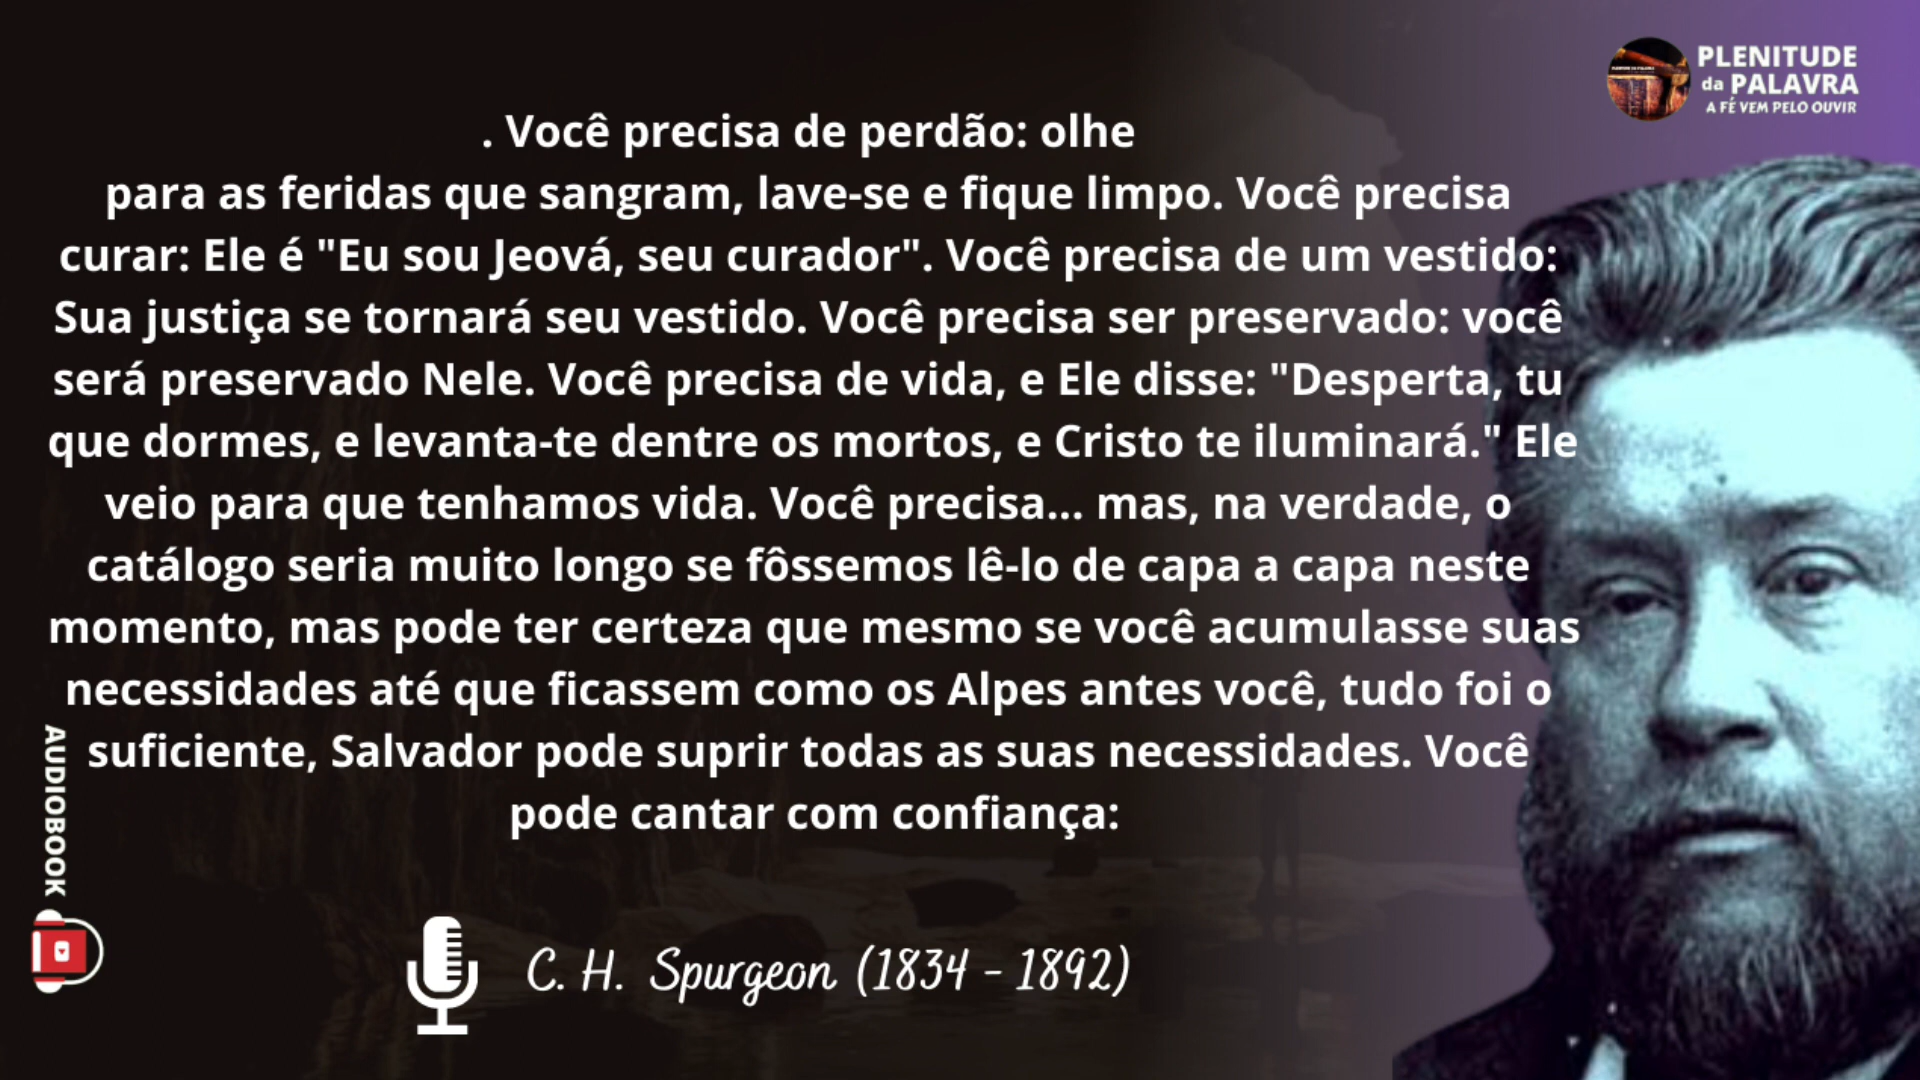 PLENITUDE
da PALAVRA
A FÉ VEM PELO OUVIR
. Você precisa de perdão: olhe
para as feridas que sangram, lave-se e fique limpo. Você precisa
curar: Ele é "Eu sou Jeová, seu curador". Você precisa de um vestido:
Sua justiça se tornará seu vestido. Você precisa ser preservado: você
será preservado Nele. Você precisa de vida, e Ele disse: "Desperta, tu
que dormes, e levanta-te dentre os mortos, e Cristo te iluminará." Ele
veio para que tenhamos vida. Você precisa... mas, na verdade, o
catálogo seria muito longo se fôssemos lê-lo de capa a capa neste
momento, mas pode ter certeza que mesmo se você acumulasse suas
necessidades até que ficassem como os Alpes antes você, tudo foi o
suficiente, Salvador pode suprir todas as suas necessidades. Você
pode cantar com confiança:
AUDIOBOOK
C. H. Spurgeon (1834 - 1892)